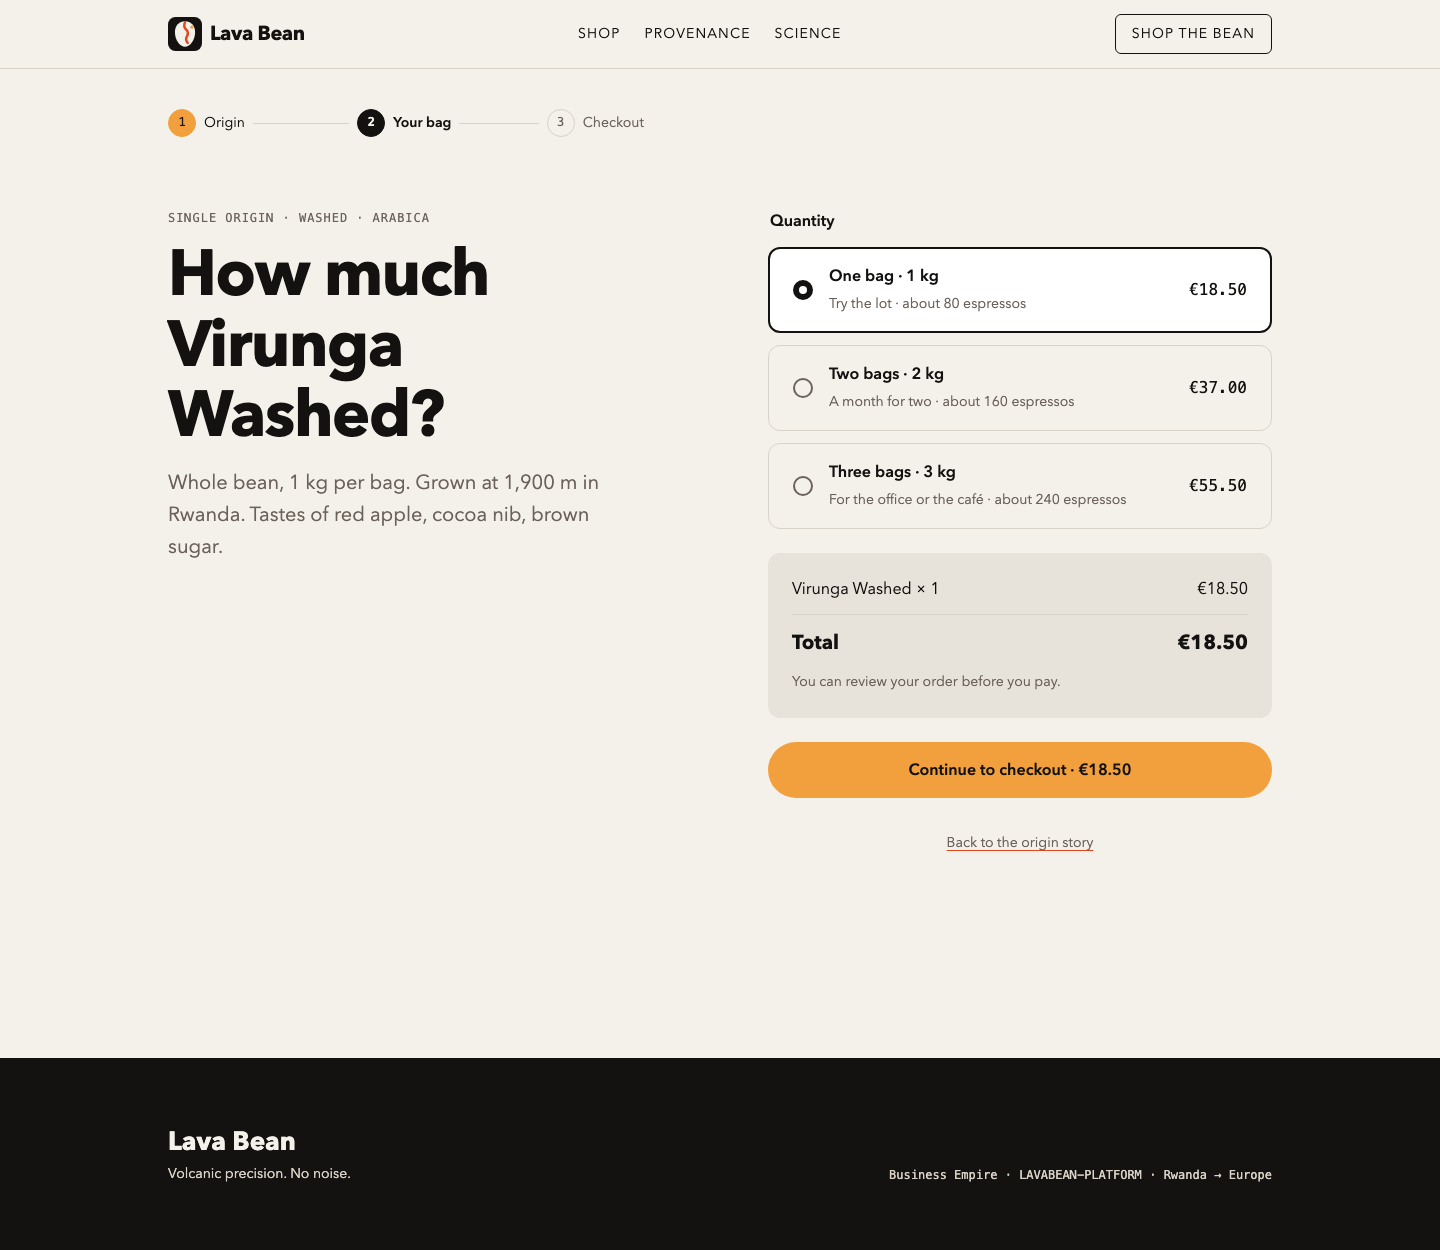 Lava Bean
SHOP PROVENANCE SCIENCE
SHOP THE BEAN
1 Origin
2 Your bag
3 Checkout
SINGLE ORIGIN · WASHED · ARABICA
How much
Virunga
Washed?
Whole bean, 1 kg per bag. Grown at 1,900 m in
Rwanda. Tastes of red apple, cocoa nib, brown
sugar.
Quantity
One bag · 1 kg
Try the lot · about 80 espressos
€18.50
Two bags · 2 kg
A month for two · about 160 espressos
€37.00
Three bags · 3 kg
For the office or the café · about 240 espressos
€55.50
Virunga Washed × 1 €18.50
Total €18.50
You can review your order before you pay.
Continue to checkout · €18.50
Back to the origin story
Lava Bean
Volcanic precision. No noise.
Business Empire · LAVABEAN-PLATFORM · Rwanda → Europe